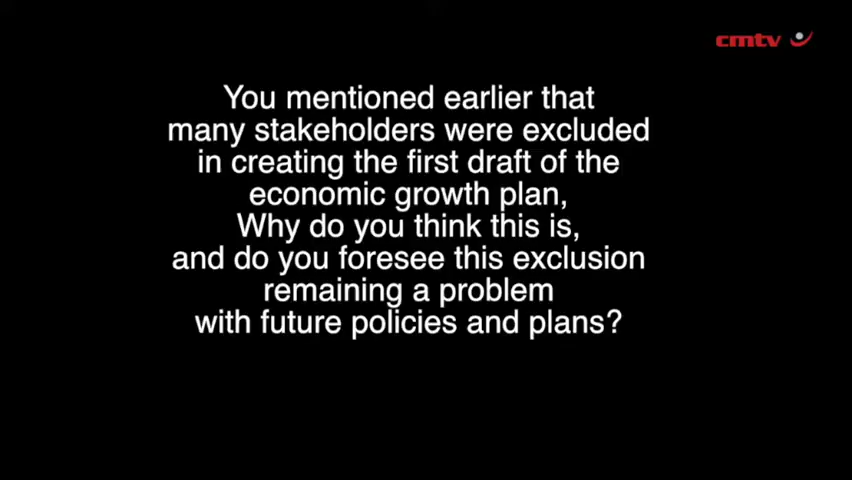 cmtv
You mentioned earlier that
many stakeholders were excluded
in creating the first draft of the
economic growth plan,
Why do you think this is,
and do you foresee this exclusion
remaining a problem
with future policies and plans?